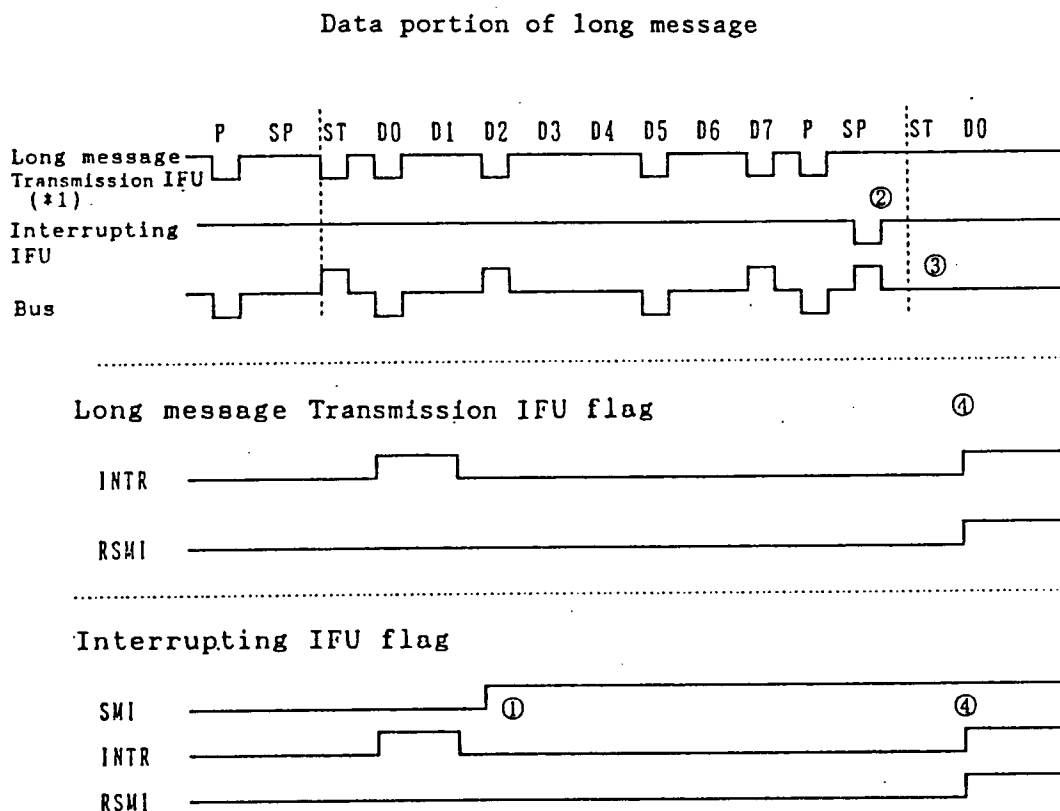 Data portion of long message
P SP ST D0 D1 D2 D3 D4 D5 D6 D7 P SP ST D0
Long message
Transmission IFU
(*1)
②
Interrupting
IFU
③
Bus
Long message Transmission IFU flag
④
INTR
RSMI
Interrupting IFU flag
SMI ① ④
INTR
RSMI